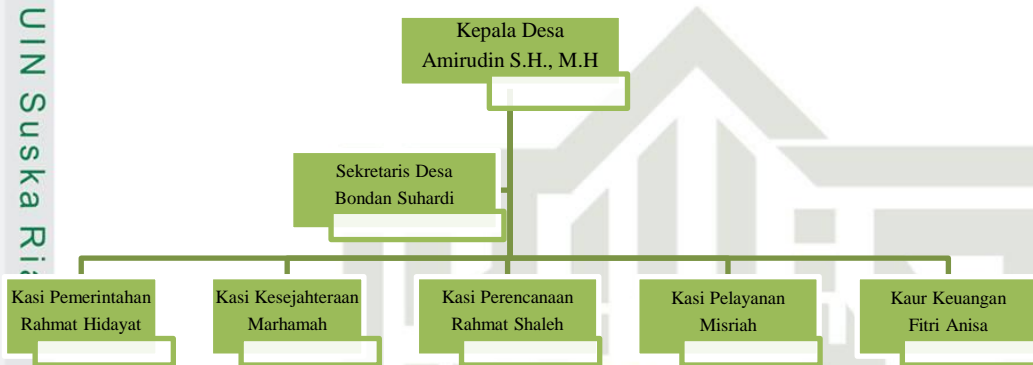 UIN Suska Ria
Kepala Desa
Amirudin S.H., M.H
Sekretaris Desa
Bondan Suhardi
Kasi Pemerintahan
Rahmat Hidayat
Kasi Kesejahteraan
Marhamah
Kasi Perencanaan
Rahmat Shaleh
Kasi Pelayanan
Misriah
Kaur Keuangan
Fitri Anisa